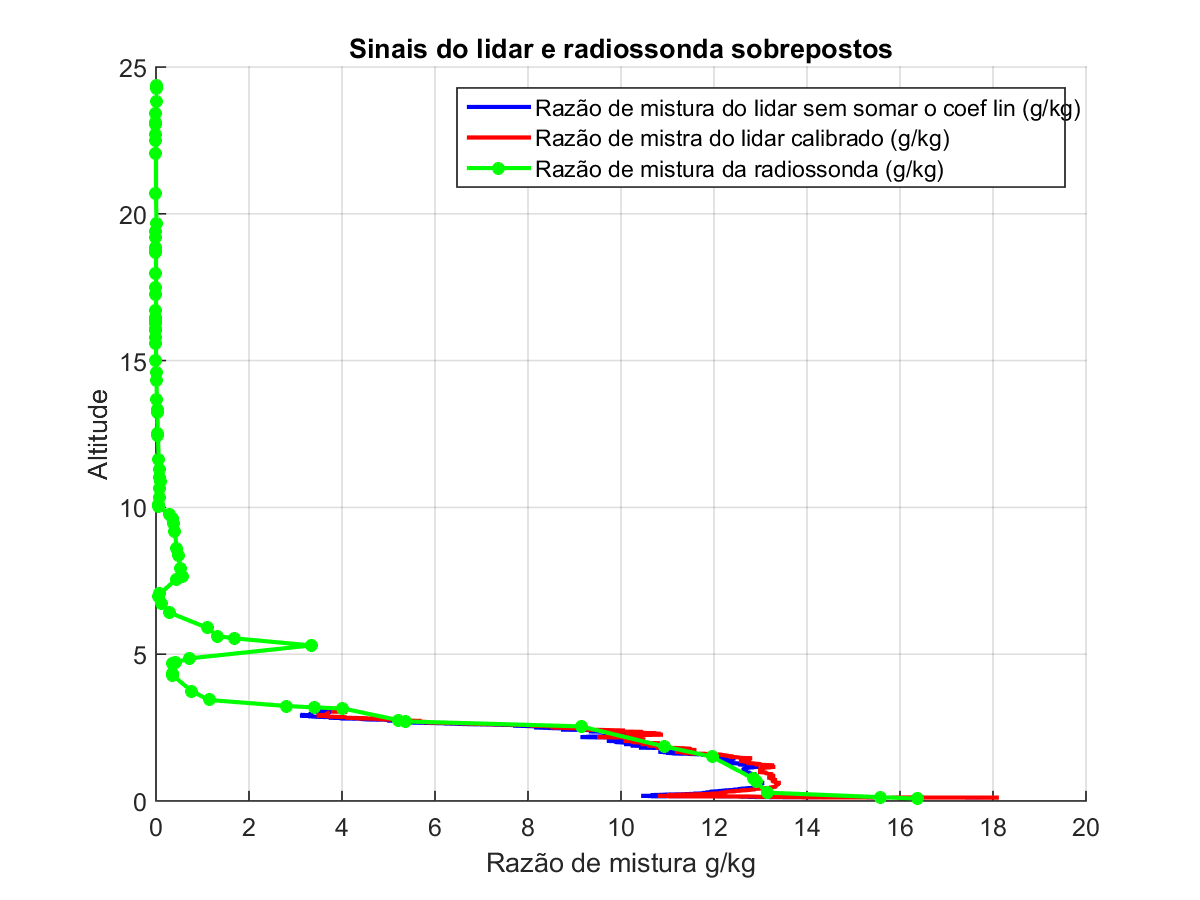 Sinais do lidar e radiossonda sobrepostos
25
Razão de mistura do lidar sem somar o coef lin (g/kg)
Razão de mistra do lidar calibrado (g/kg)
Razão de mistura da radiossonda (g/kg)
20
15
Altitude
10
5
0
0 2 4 6 8 10 12 14 16 18 20
Razão de mistura g/kg